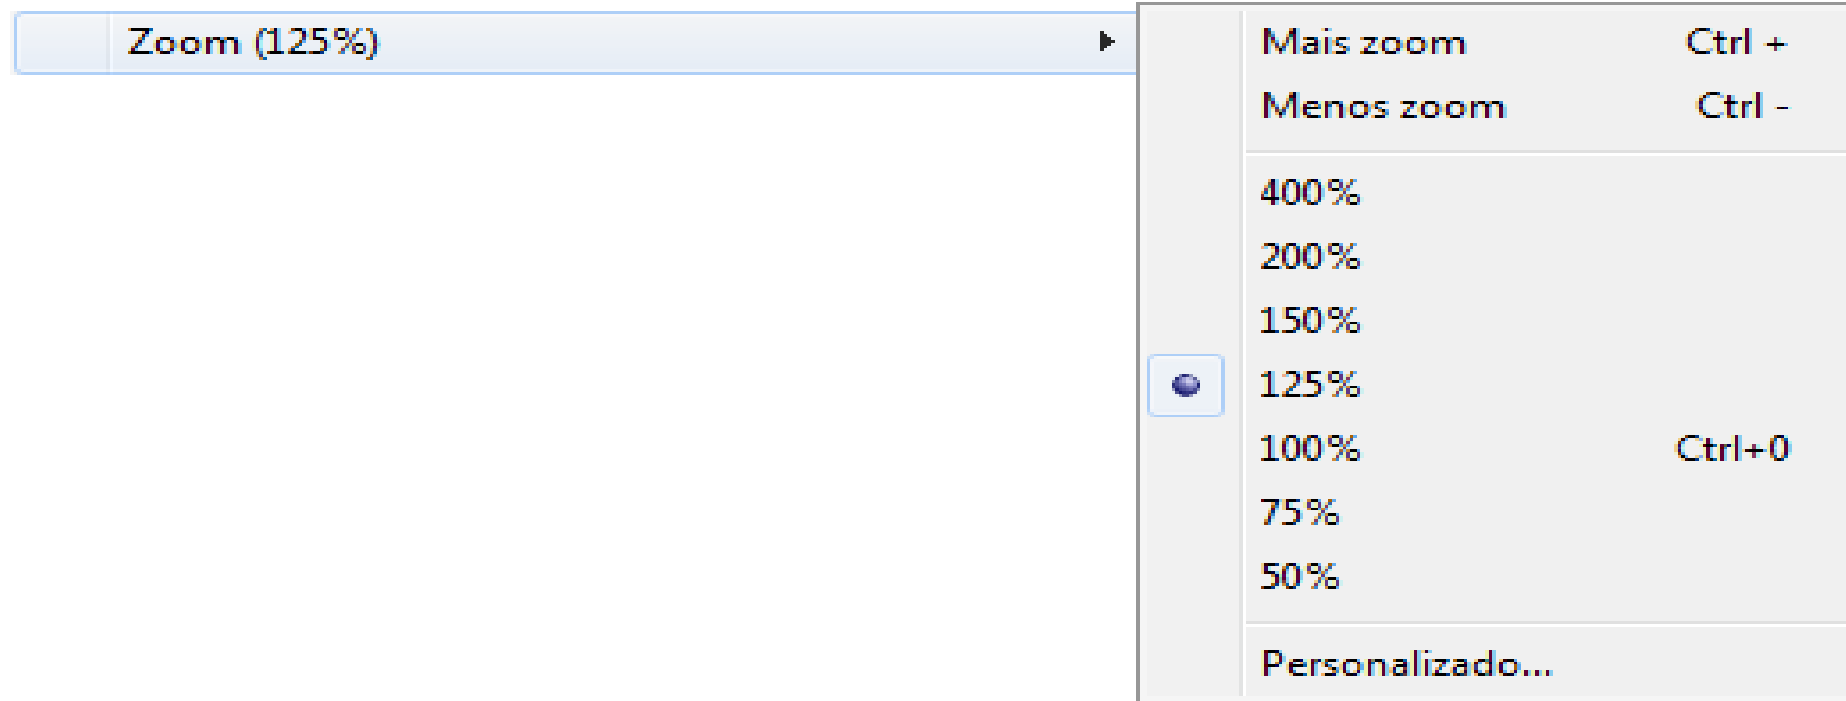 Zoom (125%)
Mais zoom Ctrl +
Menos zoom Ctrl -
400%
200%
150%
125%
100% Ctrl+0
75%
50%
Personalizado...